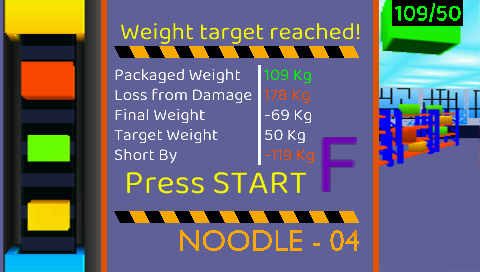 109/50
Weight target reached!
Packaged Weight 109 Kg
Loss from Damage 178 Kg
Final Weight -69 Kg
Target Weight 50 Kg
Short By -119 Kg
F
Press START
NOODLE - 04